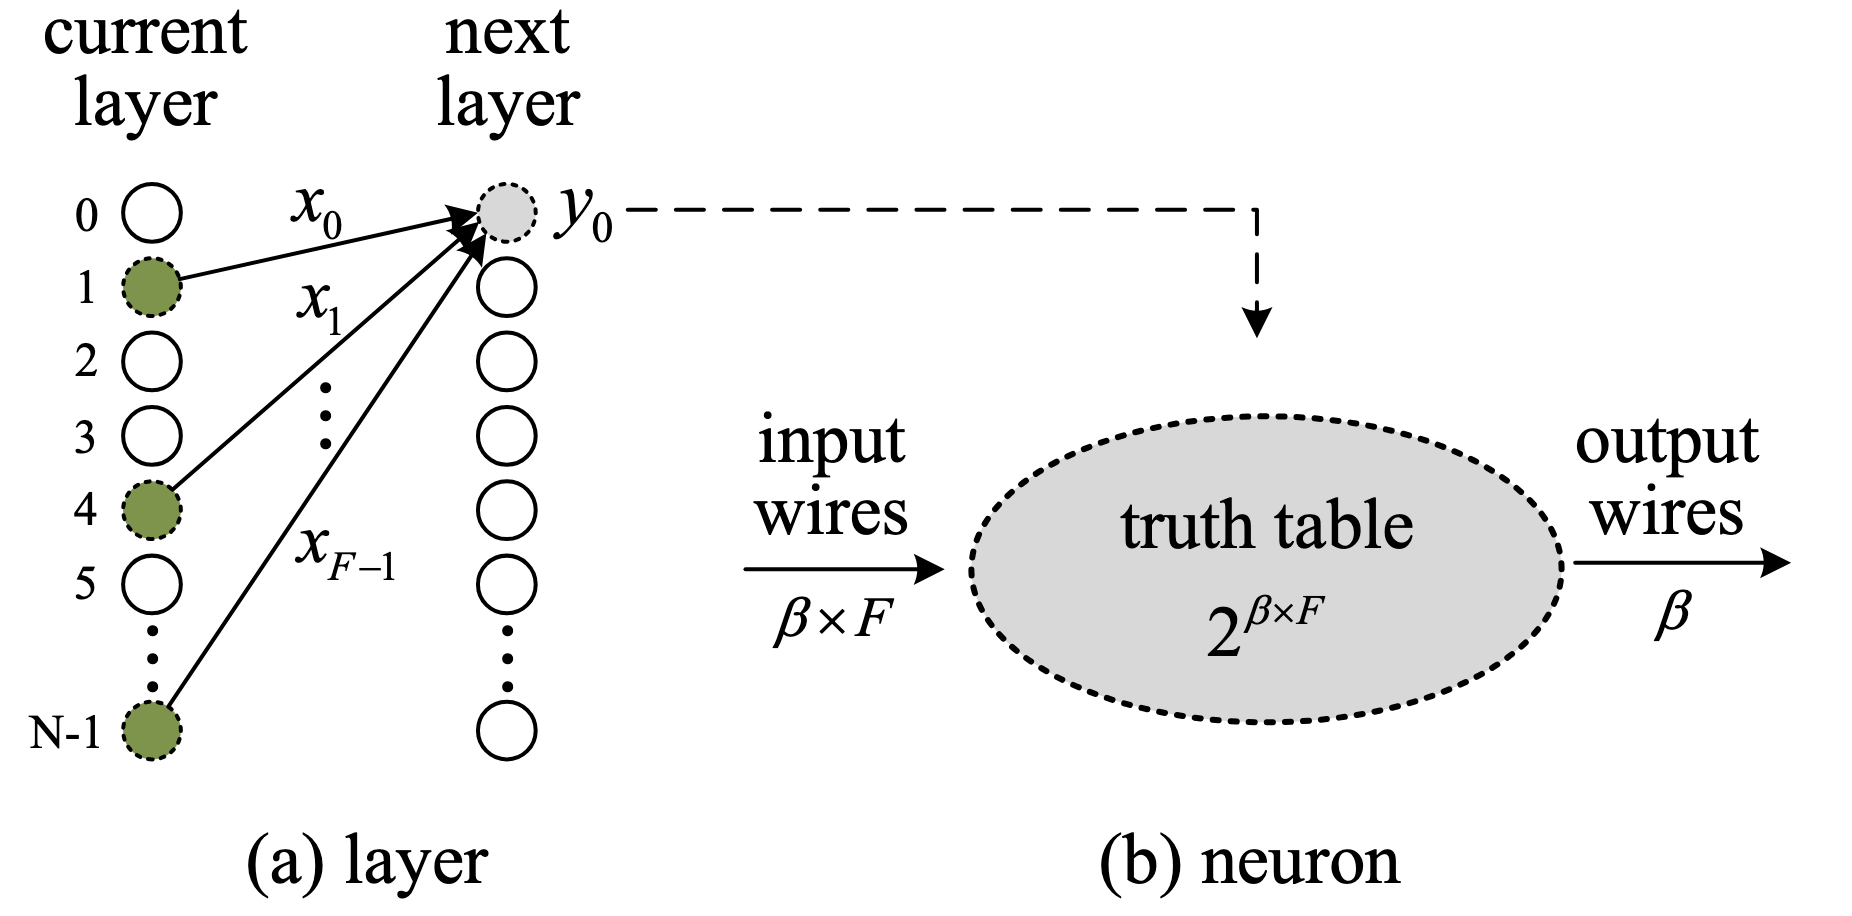 current
layer
next
layer
0
1
2
3
4
5
N-1
x₀
x₁
x_{F−1}
y₀
input
wires
β×F
truth table
2^{β×F}
output
wires
β
(a) layer
(b) neuron